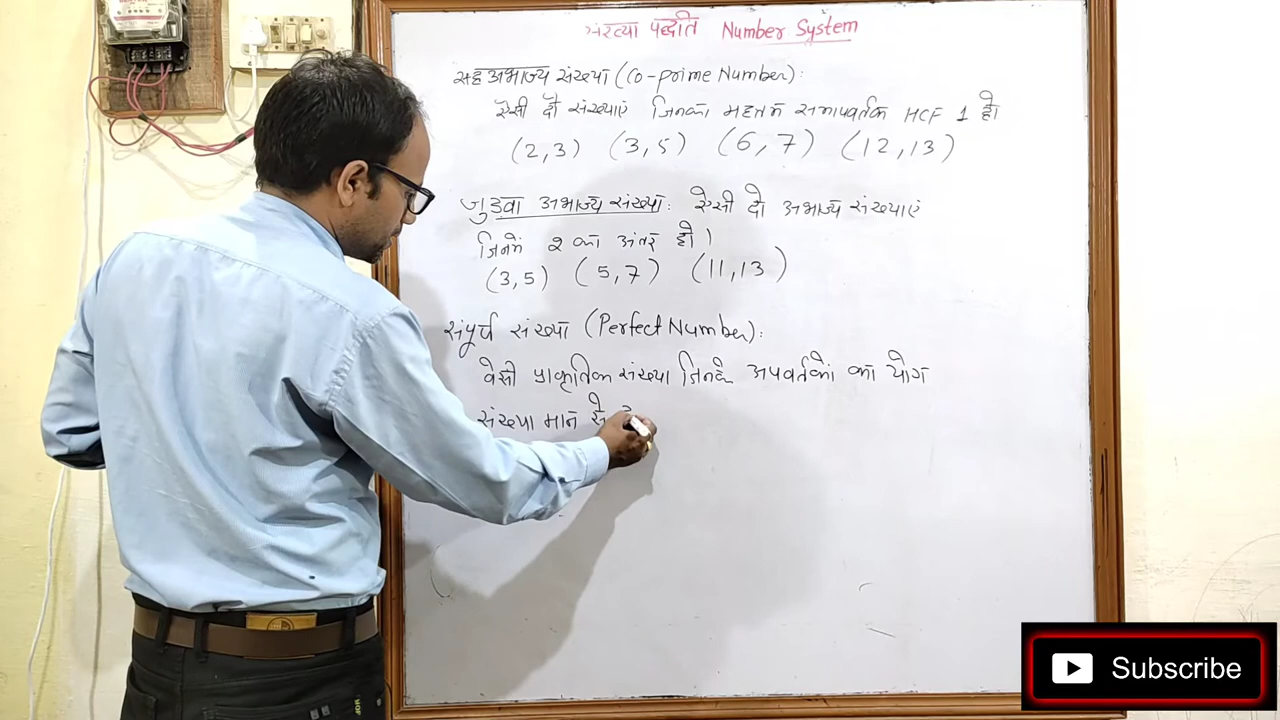 संख्या पद्धति Number System
सह अभाज्य संख्या (Co-prime Number):
ऐसी दो संख्याएं जिनका महत्तम समापवर्तक HCF 1 हो
(2,3) (3,5) (6,7) (12,13)
जुड़वा अभाज्य संख्या: ऐसी दो अभाज्य संख्याएं
जिनमें 2 का अंतर हो।
(3,5) (5,7) (11,13)
संपूर्ण संख्या (Perfect Number):
वैसी प्राकृतिक संख्या जिनके अपवर्तकों का योग
संख्या मान से
Subscribe